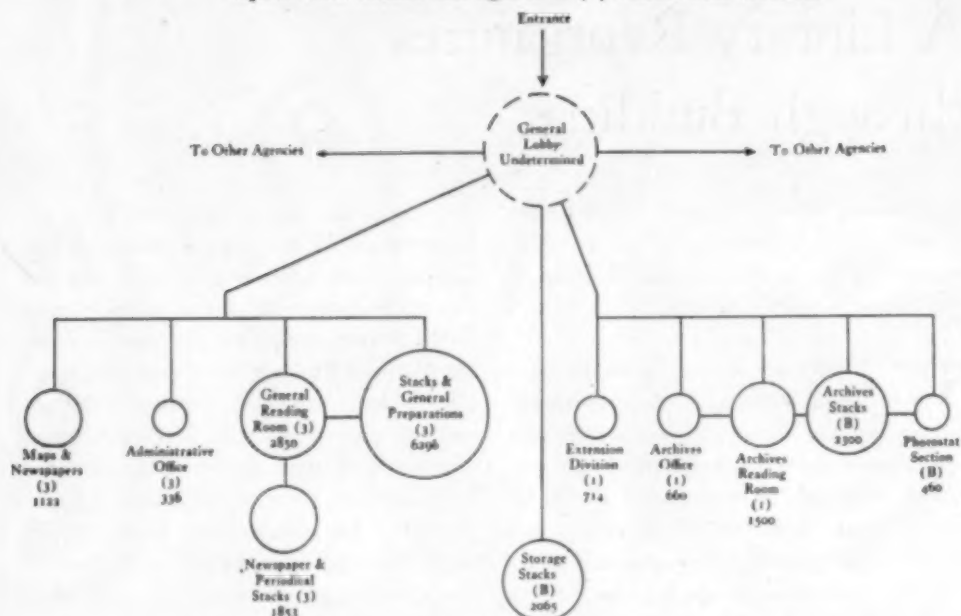 Entrance
General
Lobby
Undetermined
To Other Agencies
To Other Agencies
Maps &
Newspapers
(3)
1122
Administrative
Office
(3)
336
General
Reading
Room (3)
2850
Stacks &
General
Preparations
(3)
6296
Newspaper &
Periodical
Stacks (3)
1853
Storage
Stacks
(B)
2065
Extension
Division
(1)
714
Archives
Office
(1)
660
Archives
Reading
Room
(1)
1500
Archives
Stacks
(B)
2300
Photostat
Section
(B)
460